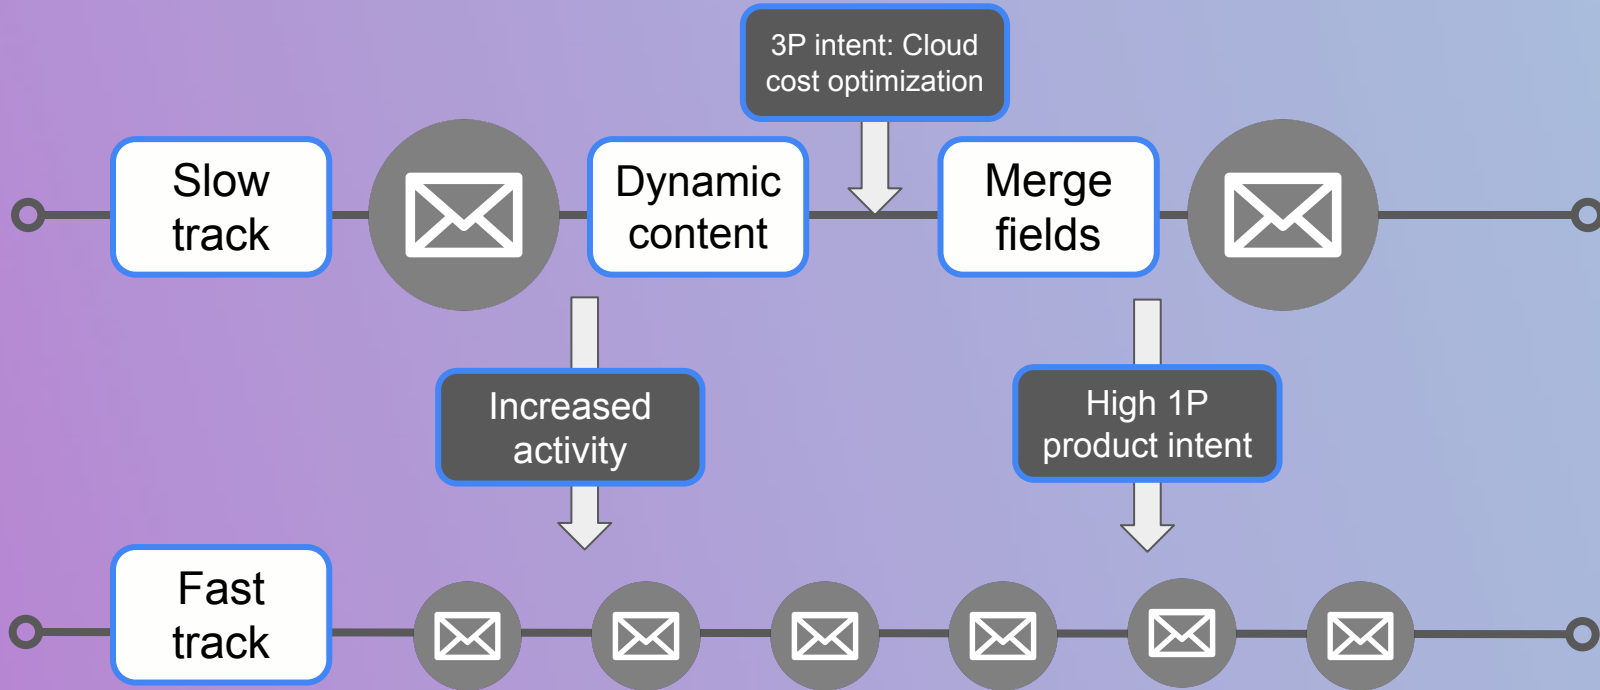 3P intent: Cloud
cost optimization
Slow
track
Dynamic
content
Merge
fields
Increased
activity
High 1P
product intent
Fast
track